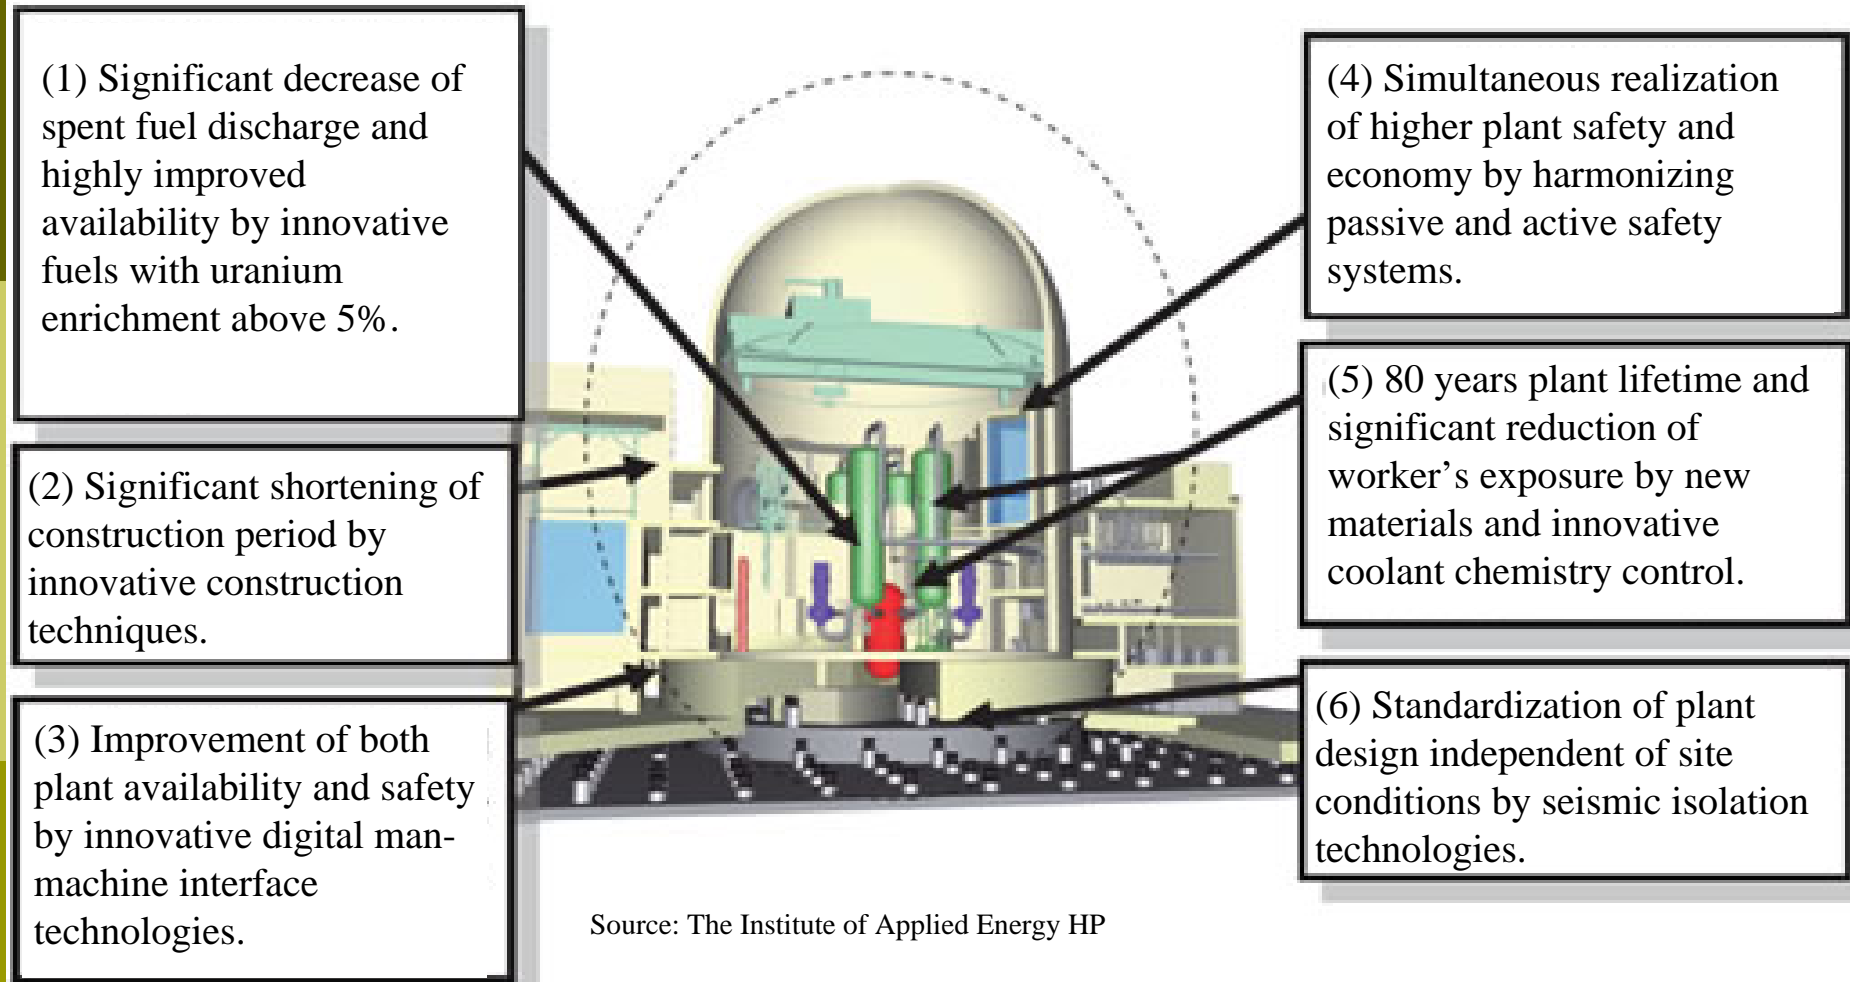 (1) Significant decrease of
spent fuel discharge and
highly improved
availability by innovative
fuels with uranium
enrichment above 5%.
(2) Significant shortening of
construction period by
innovative construction
techniques.
(3) Improvement of both
plant availability and safety
by innovative digital man-
machine interface
technologies.
(4) Simultaneous realization
of higher plant safety and
economy by harmonizing
passive and active safety
systems.
(5) 80 years plant lifetime and
significant reduction of
worker’s exposure by new
materials and innovative
coolant chemistry control.
(6) Standardization of plant
design independent of site
conditions by seismic isolation
technologies.
Source: The Institute of Applied Energy HP